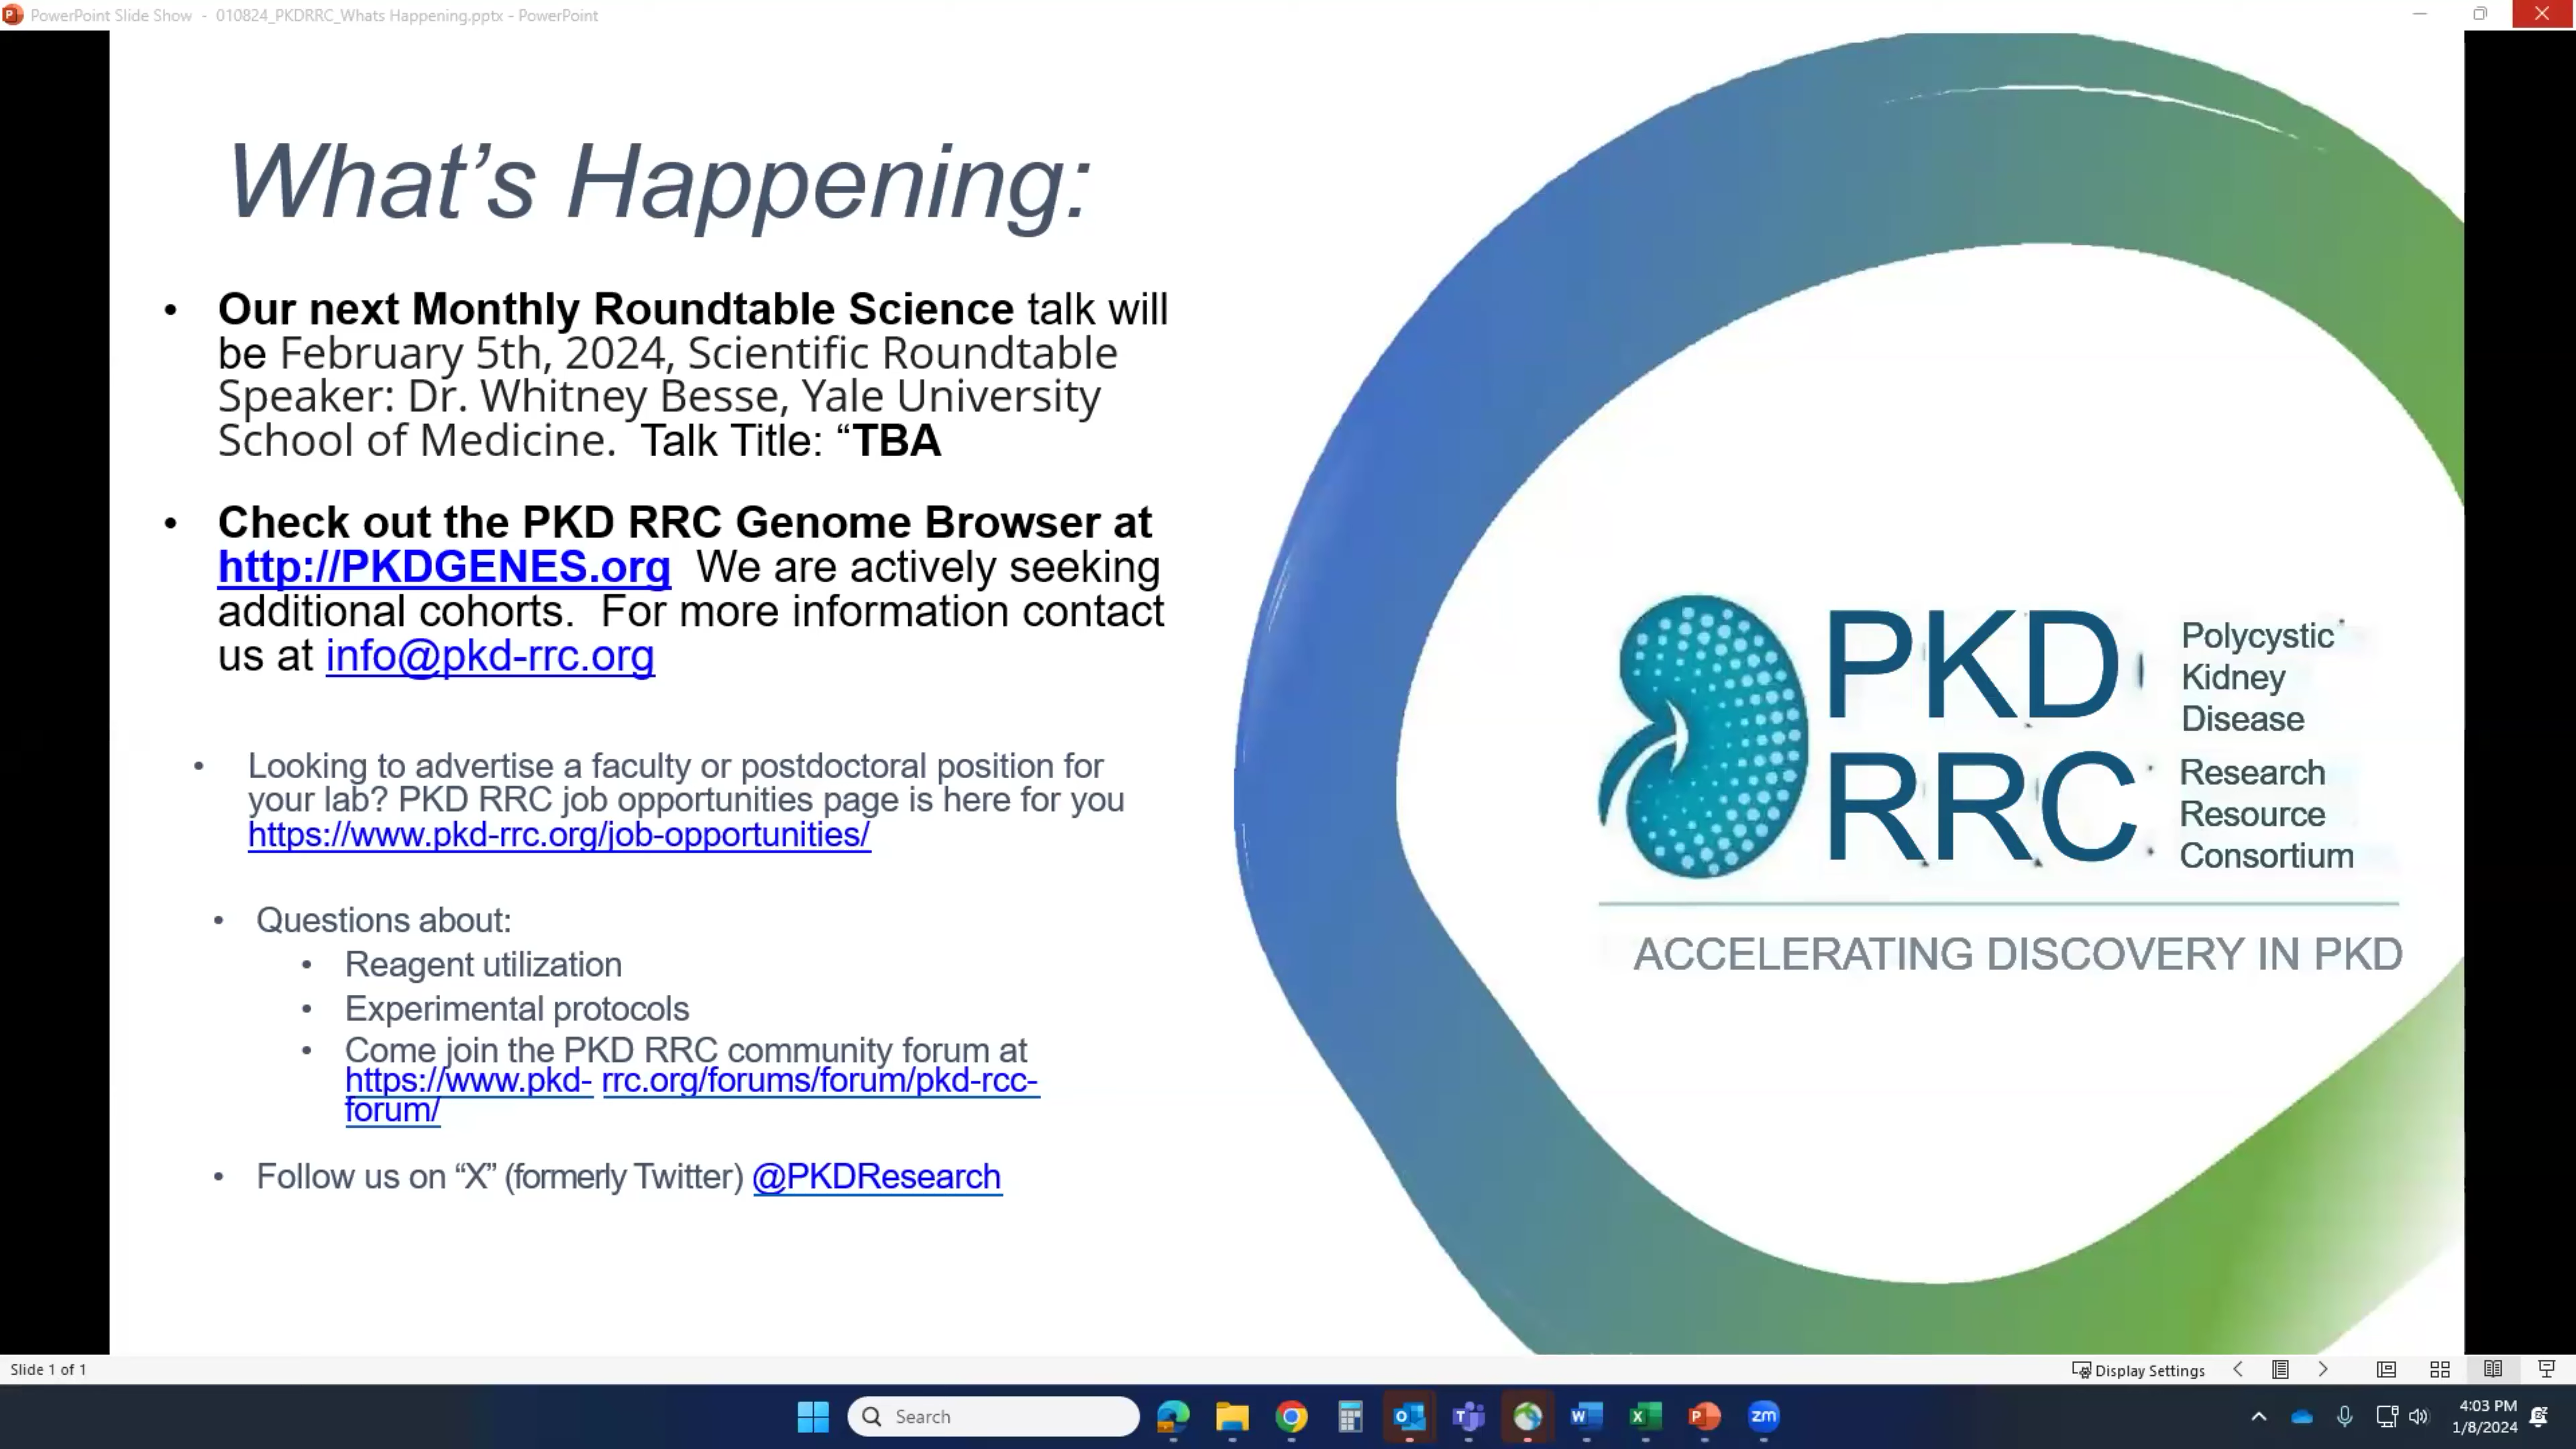 PowerPoint Slide Show - 010824_PKDRRC_Whats Happening.pptx - PowerPoint
What's Happening:
• Our next Monthly Roundtable Science talk will
be February 5th, 2024, Scientific Roundtable
Speaker: Dr. Whitney Besse, Yale University
School of Medicine. Talk Title: “TBA
• Check out the PKD RRC Genome Browser at
http://PKDGENES.org We are actively seeking
additional cohorts. For more information contact
us at info@pkd-rrc.org
• Looking to advertise a faculty or postdoctoral position for
your lab? PKD RRC job opportunities page is here for you
https://www.pkd-rrc.org/job-opportunities/
• Questions about:
• Reagent utilization
• Experimental protocols
• Come join the PKD RRC community forum at
https://www.pkd- rrc.org/forums/forum/pkd-rcc-
forum/
• Follow us on “X” (formerly Twitter) @PKDResearch
PKD
Polycystic
Kidney
Disease
RRC
Research
Resource
Consortium
ACCELERATING DISCOVERY IN PKD
Slide 1 of 1
Display Settings
Search
zm
4:03 PM
1/8/2024